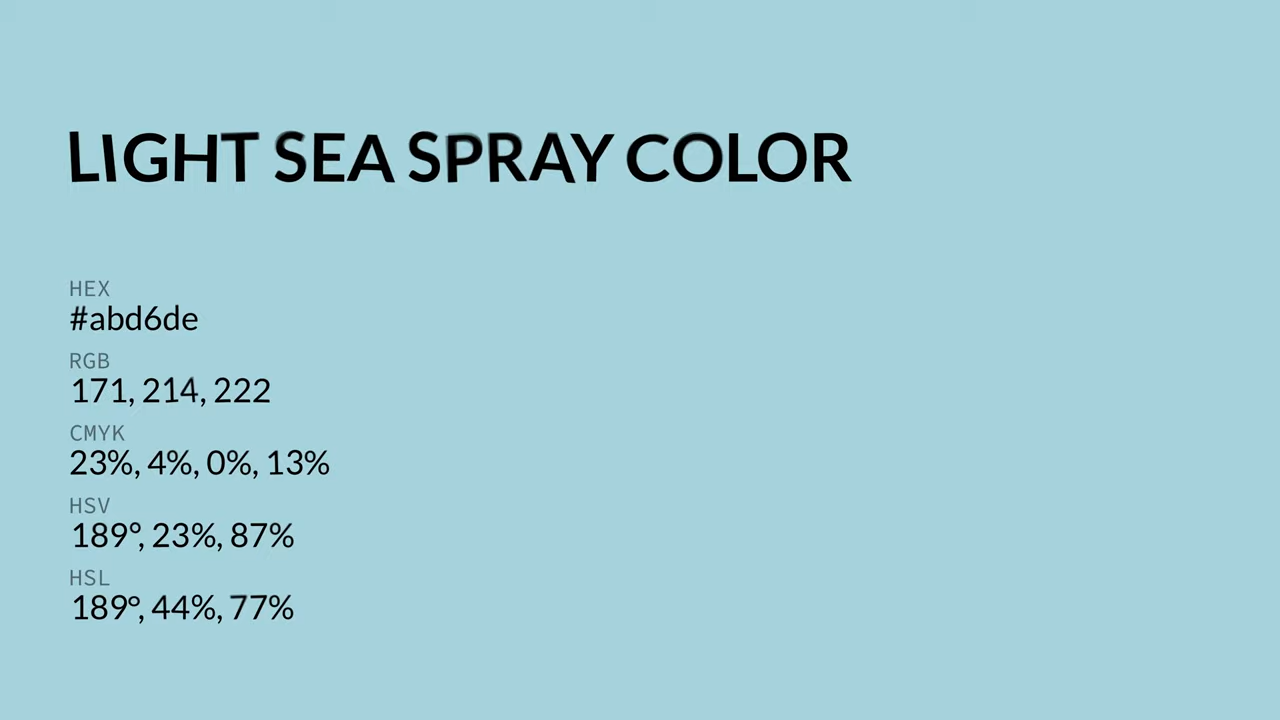 LIGHT SEA SPRAY COLOR
HEX
#abd6de
RGB
171, 214, 222
CMYK
23%, 4%, 0%, 13%
HSV
189°, 23%, 87%
HSL
189°, 44%, 77%